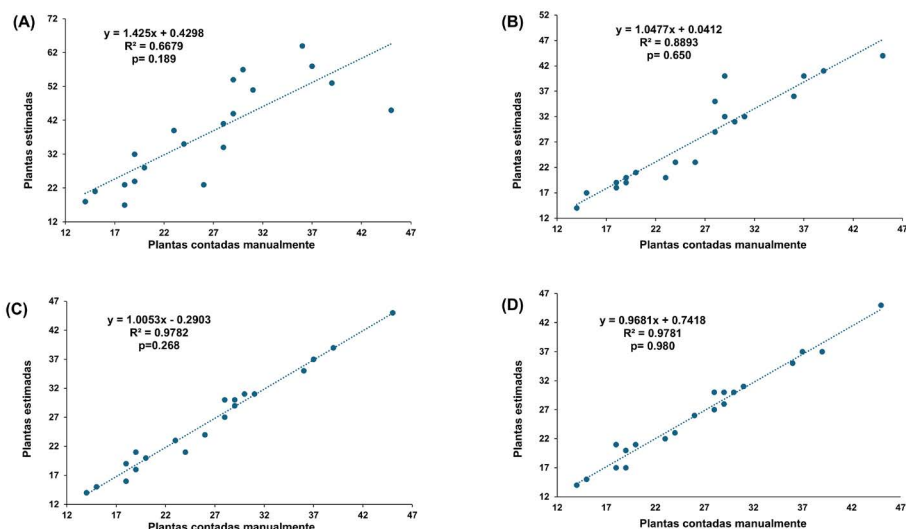 (A)
y = 1.425x + 0.4298
R² = 0.6679
p= 0.189
Plantas estimadas
72
62
52
42
32
22
12
12 17 22 27 32 37 42 47
Plantas contadas manualmente
(B)
y = 1.0477x + 0.0412
R² = 0.8893
p= 0.650
Plantas estimadas
52
47
42
37
32
27
22
17
12
12 17 22 27 32 37 42 47
Plantas contadas manualmente
(C)
y = 1.0053x - 0.2903
R² = 0.9782
p=0.268
Plantas estimadas
47
42
37
32
27
22
17
12
12 17 22 27 32 37 42 47
Plantas contadas manualmente
(D)
y = 0.9681x + 0.7418
R² = 0.9781
p= 0.980
Plantas estimadas
47
42
37
32
27
22
17
12
12 17 22 27 32 37 42 47
Plantas contadas manualmente